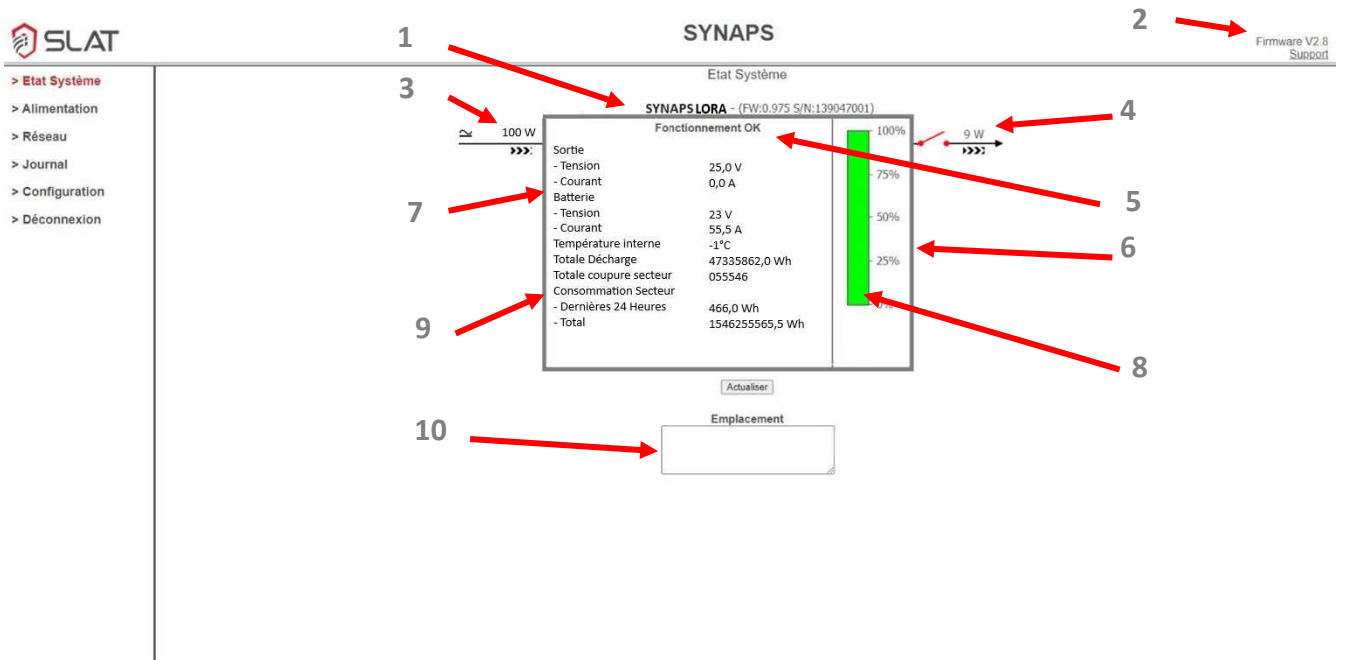 SLAT
SYNAPS
Firmware V2.8
Support
> Etat Système
> Alimentation
> Réseau
> Journal
> Configuration
> Déconnexion
1
2
3
4
5
6
7
8
9
10
Etat Système
SYNAPS LORA - (FW:0.975 S/N:139047001)
100 W
9 W
Fonctionnement OK
Sortie
- Tension 25,0 V
- Courant 0,0 A
Batterie
- Tension 23 V
- Courant 55,5 A
Température interne -1°C
Totale Décharge 47335862,0 Wh
Totale coupure secteur 055546
Consommation Secteur
- Dernières 24 Heures 466,0 Wh
- Total 1546255565,5 Wh
100%
75%
50%
25%
Actualiser
Emplacement